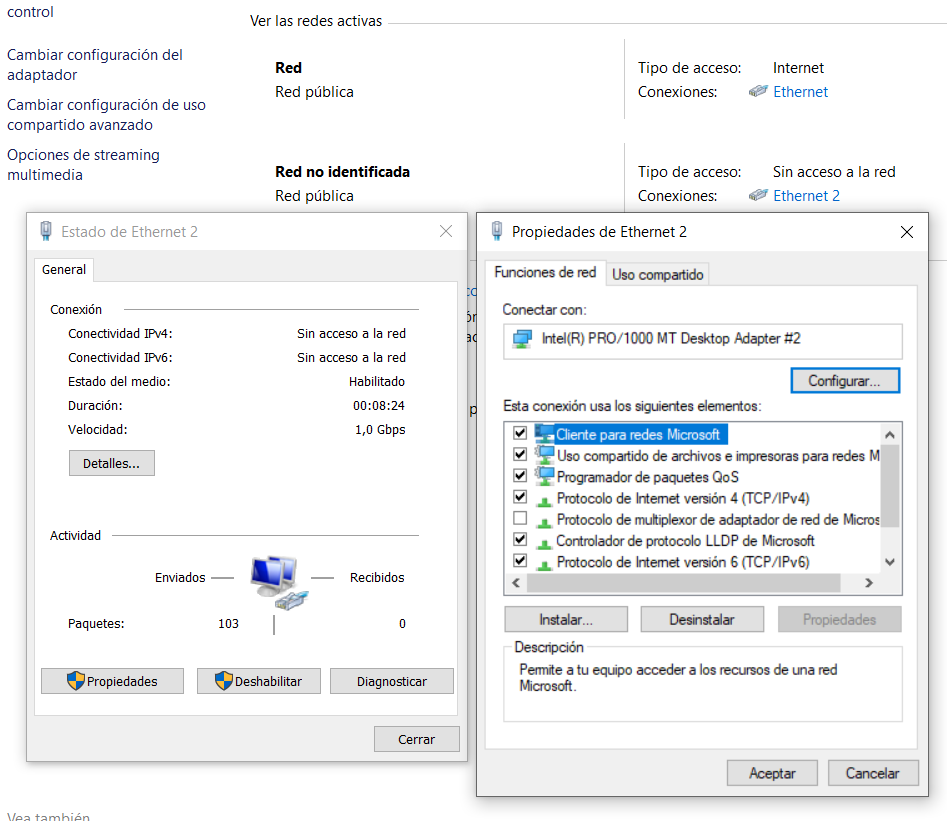 control
Cambiar configuración del
adaptador
Cambiar configuración de uso
compartido avanzado
Opciones de streaming
multimedia
Ver las redes activas
Red
Red pública
Tipo de acceso: Internet
Conexiones: Ethernet
Red no identificada
Red pública
Tipo de acceso: Sin acceso a la red
Conexiones: Ethernet 2
Estado de Ethernet 2
General
Conexión
Conectividad IPv4: Sin acceso a la red
Conectividad IPv6: Sin acceso a la red
Estado del medio: Habilitado
Duración: 00:08:24
Velocidad: 1,0 Gbps
Detalles...
Actividad
Enviados Recibidos
Paquetes: 103 0
Propiedades Deshabilitar Diagnosticar
Cerrar
Propiedades de Ethernet 2
Funciones de red Uso compartido
Conectar con:
Intel(R) PRO/1000 MT Desktop Adapter #2
Configurar...
Esta conexión usa los siguientes elementos:
Cliente para redes Microsoft
Uso compartido de archivos e impresoras para redes M
Programador de paquetes QoS
Protocolo de Internet versión 4 (TCP/IPv4)
Protocolo de multiplexor de adaptador de red de Micros
Controlador de protocolo LLDP de Microsoft
Protocolo de Internet versión 6 (TCP/IPv6)
Instalar... Desinstalar Propiedades
Descripción
Permite a tu equipo acceder a los recursos de una red
Microsoft.
Aceptar Cancelar
Vea también